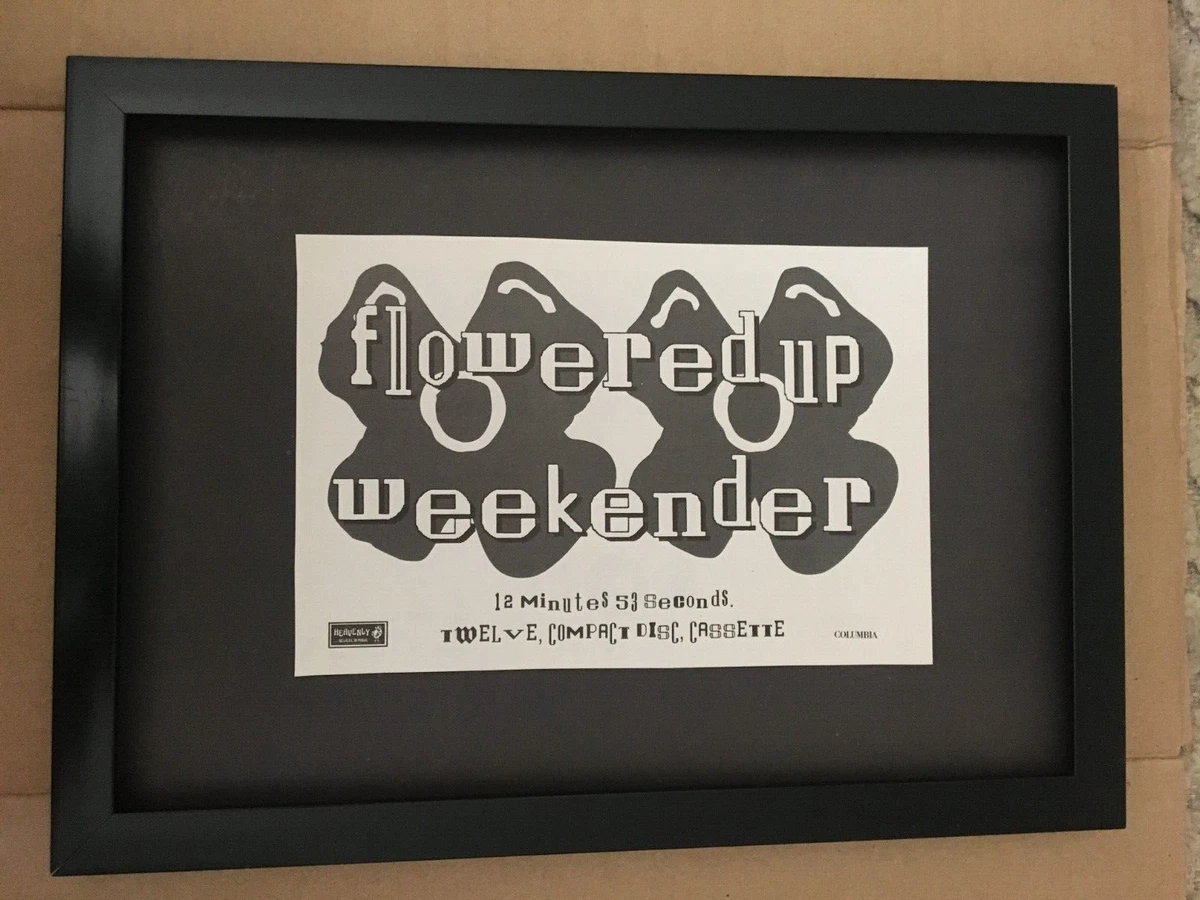 flowered up
weekender
12 Minutes 53 Seconds.
TWELVE, COMPACT DISC, CASSETTE
HEAVENLY
COLUMBIA